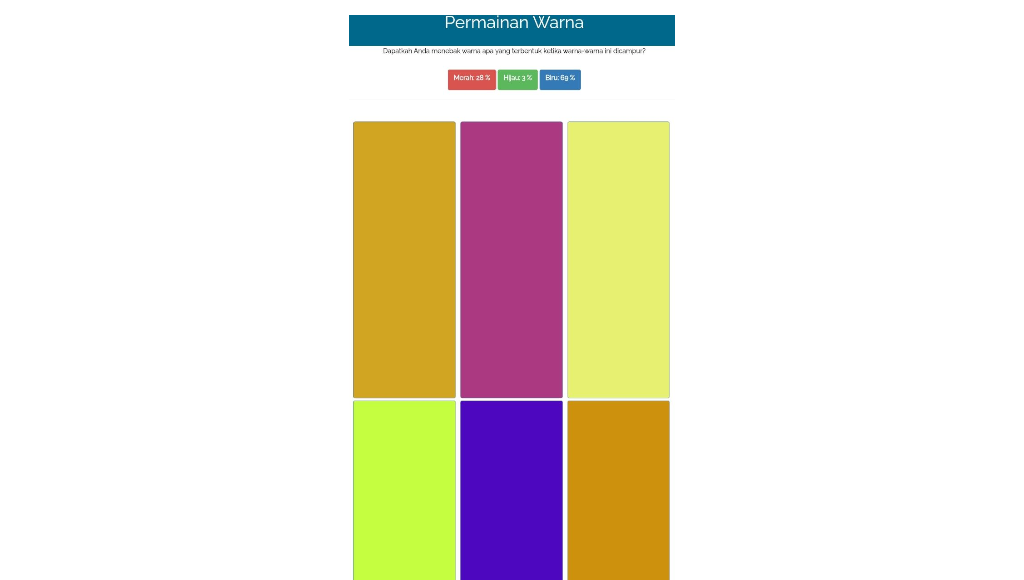 Permainan Warna
Dapatkah Anda menebak warna apa yang terbentuk ketika warna-warna ini dicampur?
Merah: 28 % Hijau: 3 % Biru: 69 %